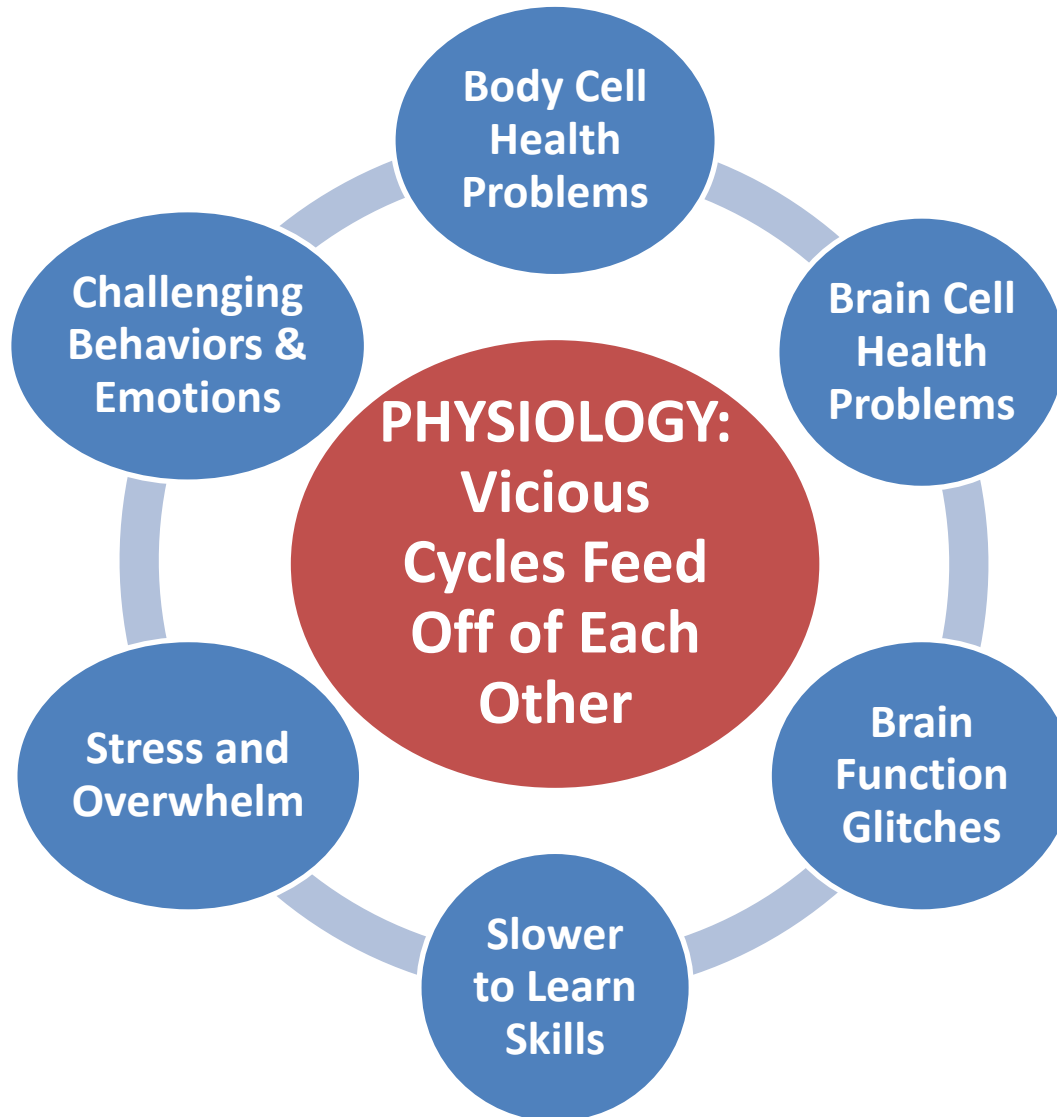 Body Cell
Health
Problems
Brain Cell
Health
Problems
Brain
Function
Glitches
Slower
to Learn
Skills
Stress and
Overwhelm
Challenging
Behaviors &
Emotions
PHYSIOLOGY:
Vicious
Cycles Feed
Off of Each
Other